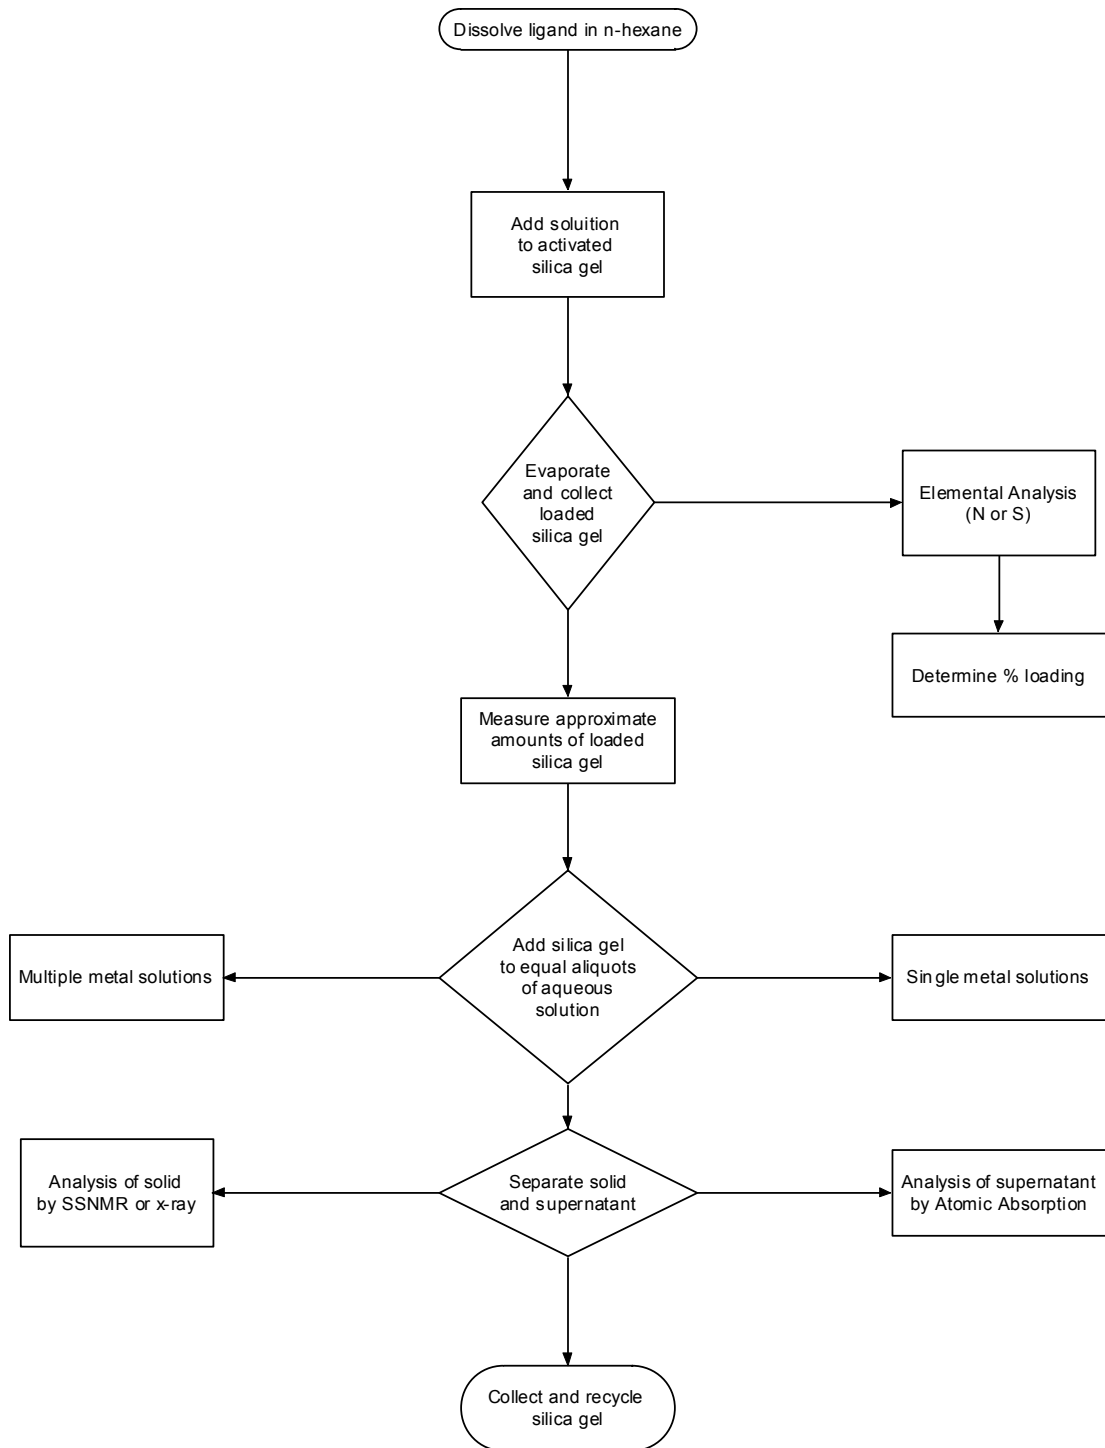 Dissolve ligand in n-hexane
Add soluition
to activated
silica gel
Evaporate
and collect
loaded
silica gel
Elemental Analysis
(N or S)
Determine % loading
Measure approximate
amounts of loaded
silica gel
Add silica gel
to equal aliquots
of aqueous
solution
Multiple metal solutions
Single metal solutions
Separate solid
and supernatant
Analysis of solid
by SSNMR or x-ray
Analysis of supernatant
by Atomic Absorption
Collect and recycle
silica gel